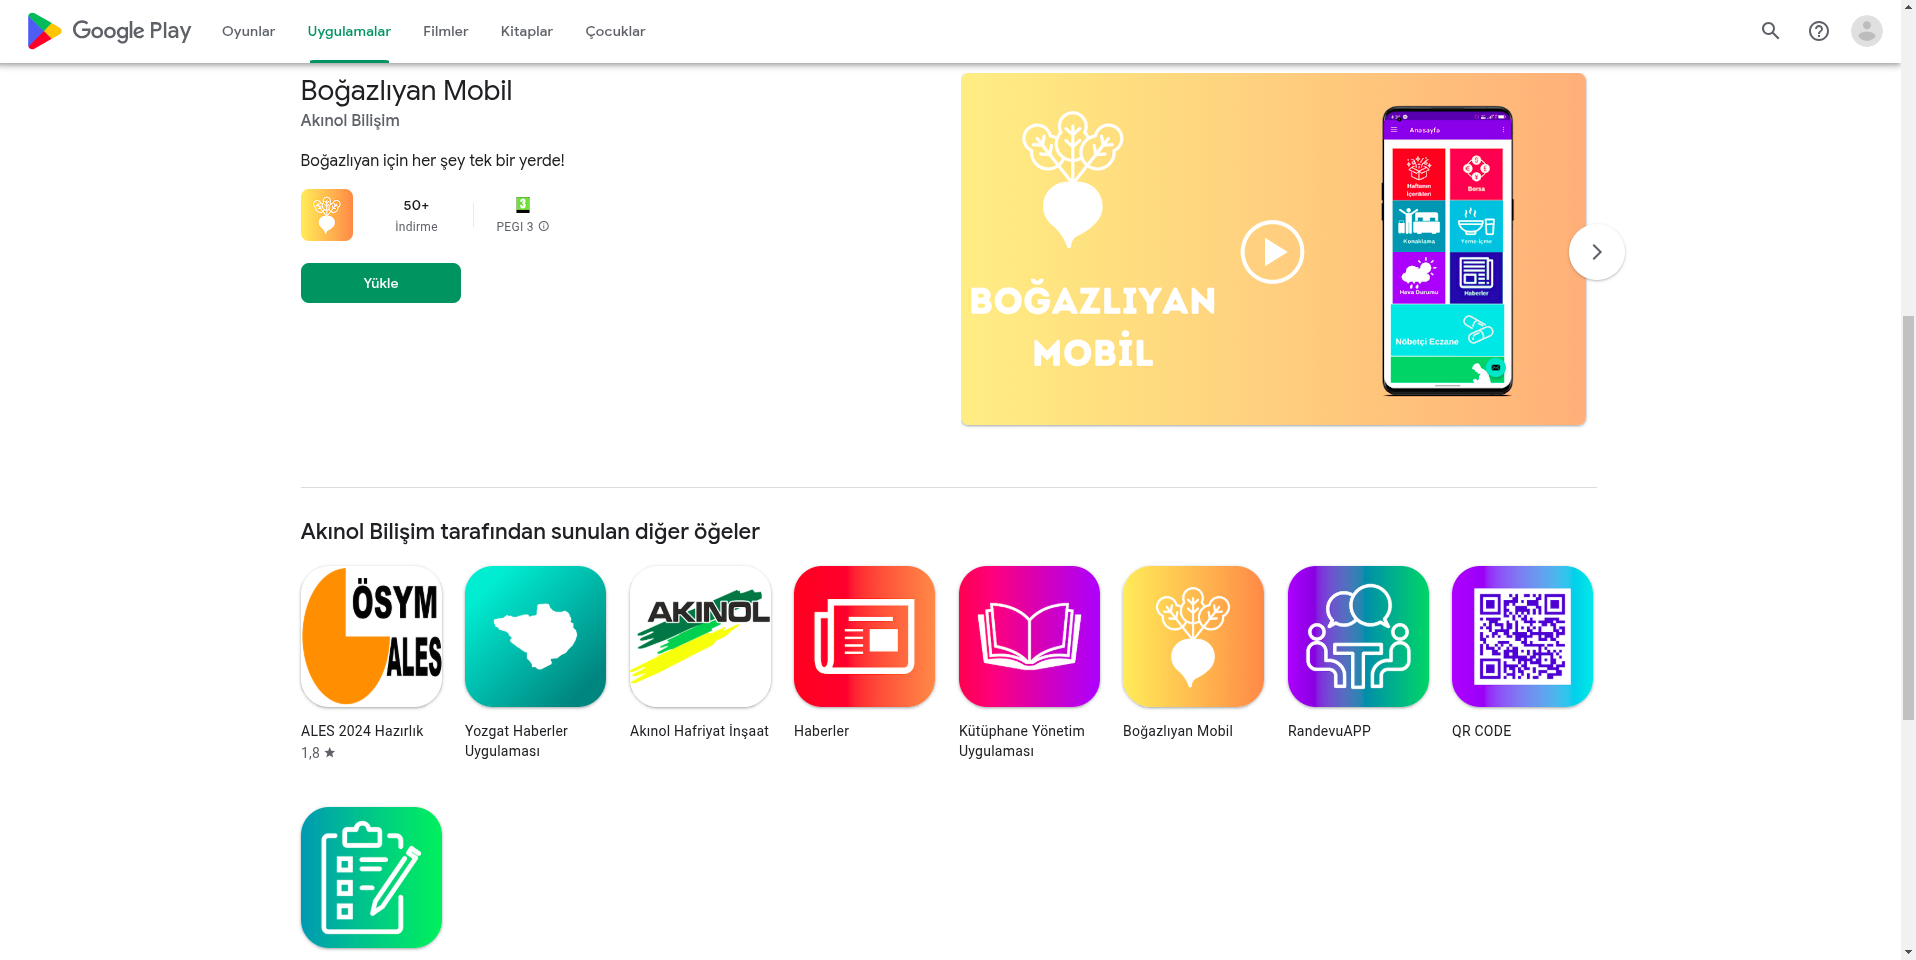 Google Play
Oyunlar
Uygulamalar
Filmler
Kitaplar
Çocuklar
Boğazlıyan Mobil
Akınol Bilişim
Boğazlıyan için her şey tek bir yerde!
50+
İndirme
3
PEGI 3
Yükle
BOĞAZLIYAN
MOBİL
Anasayfa
Haftanın
İçerikleri
Borsa
Konaklama
Yeme-İçme
Hava Durumu
Haberler
Nöbetçi Eczane
Akınol Bilişim tarafından sunulan diğer öğeler
ÖSYM
ALES
AKINOL
ALES 2024 Hazırlık
1,8 ★
Yozgat Haberler
Uygulaması
Akınol Hafriyat İnşaat
Haberler
Kütüphane Yönetim
Uygulaması
Boğazlıyan Mobil
RandevuAPP
QR CODE